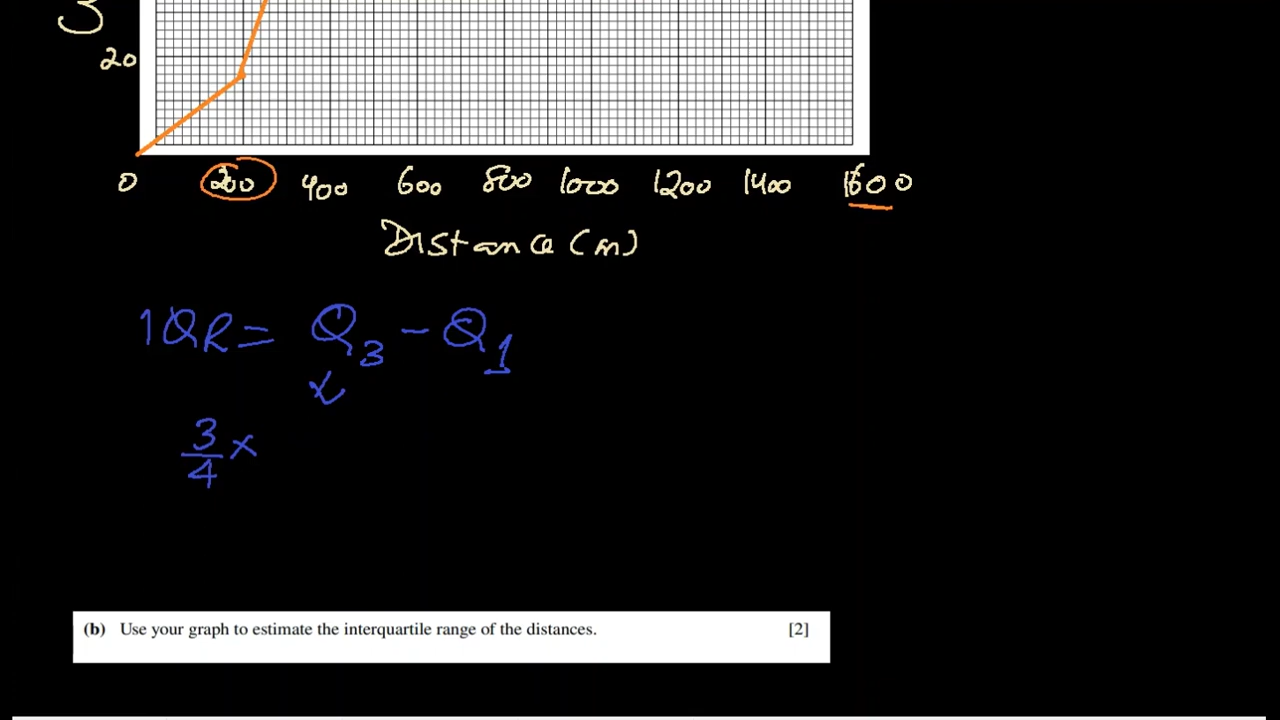 20
0 200 400 600 800 1000 1200 1400 1600
Distance (m)
IQR = Q3 - Q1
3/4 ×
(b) Use your graph to estimate the interquartile range of the distances. [2]